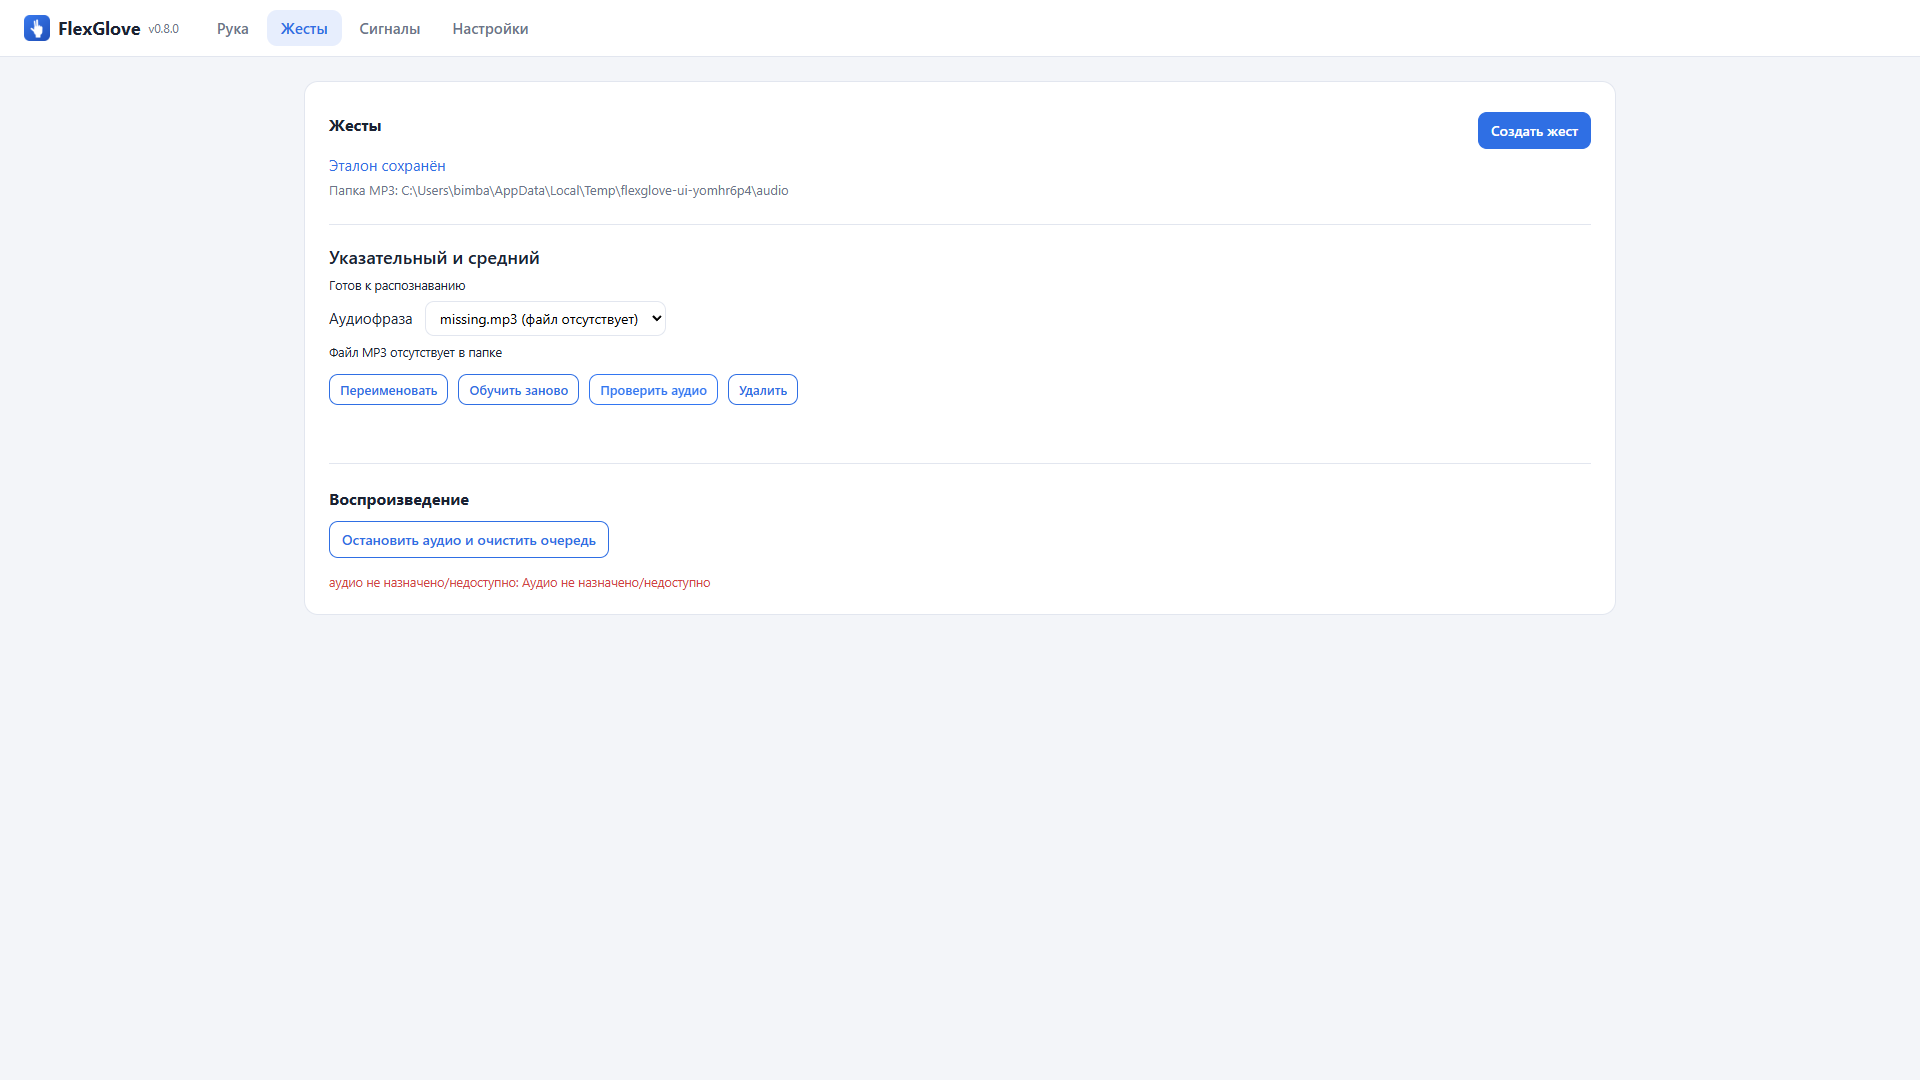 FlexGlove v0.8.0 Рука Жесты Сигналы Настройки
Жесты
Создать жест
Эталон сохранён
Папка MP3: C:\Users\bimba\AppData\Local\Temp\flexglove-ui-yomhr6p4\audio
Указательный и средний
Готов к распознаванию
Аудиофраза missing.mp3 (файл отсутствует)
Файл MP3 отсутствует в папке
Переименовать Обучить заново Проверить аудио Удалить
Воспроизведение
Остановить аудио и очистить очередь
аудио не назначено/недоступно: Аудио не назначено/недоступно